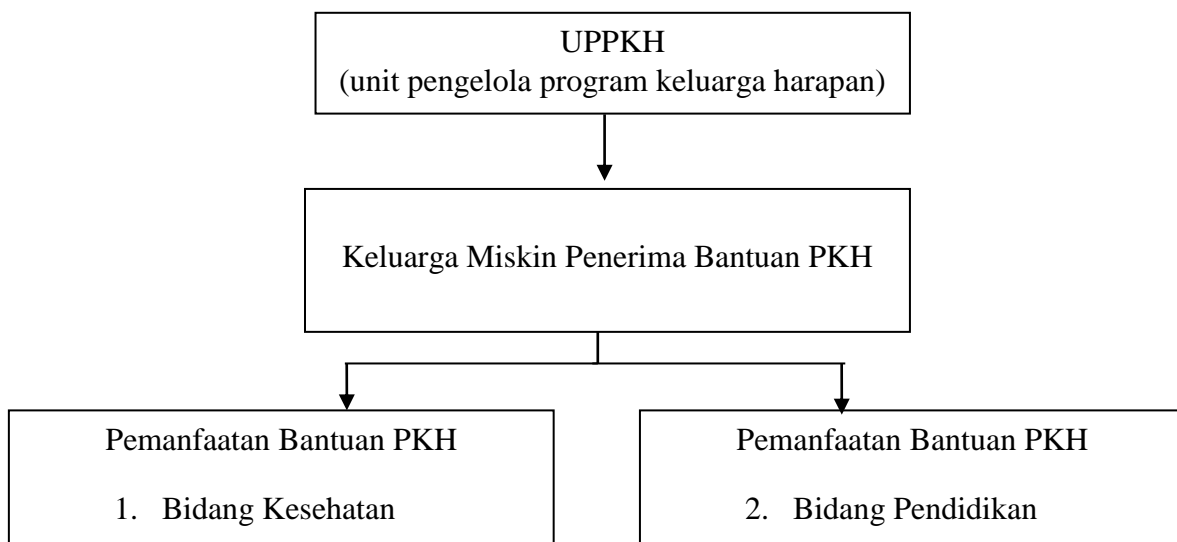 UPPKH
(unit pengelola program keluarga harapan)
Keluarga Miskin Penerima Bantuan PKH
Pemanfaatan Bantuan PKH
1. Bidang Kesehatan
Pemanfaatan Bantuan PKH
2. Bidang Pendidikan